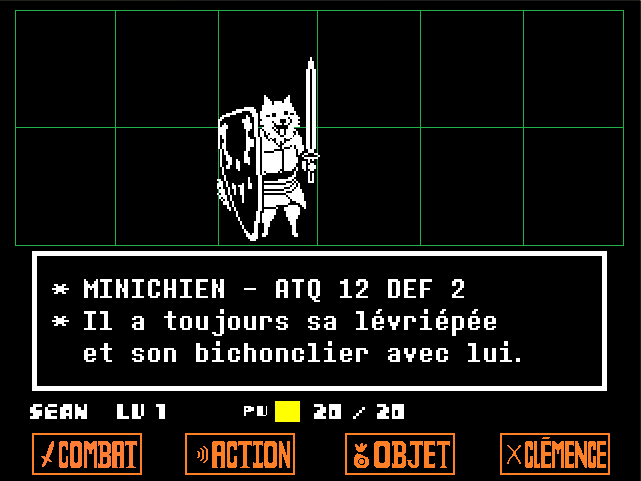 * MINICHIEN - ATQ 12 DEF 2
* Il a toujours sa lévriépée
et son bichonclier avec lui.
SEAN LV 1 PV 20 / 20
COMBAT ACTION OBJET CLÉMENCE